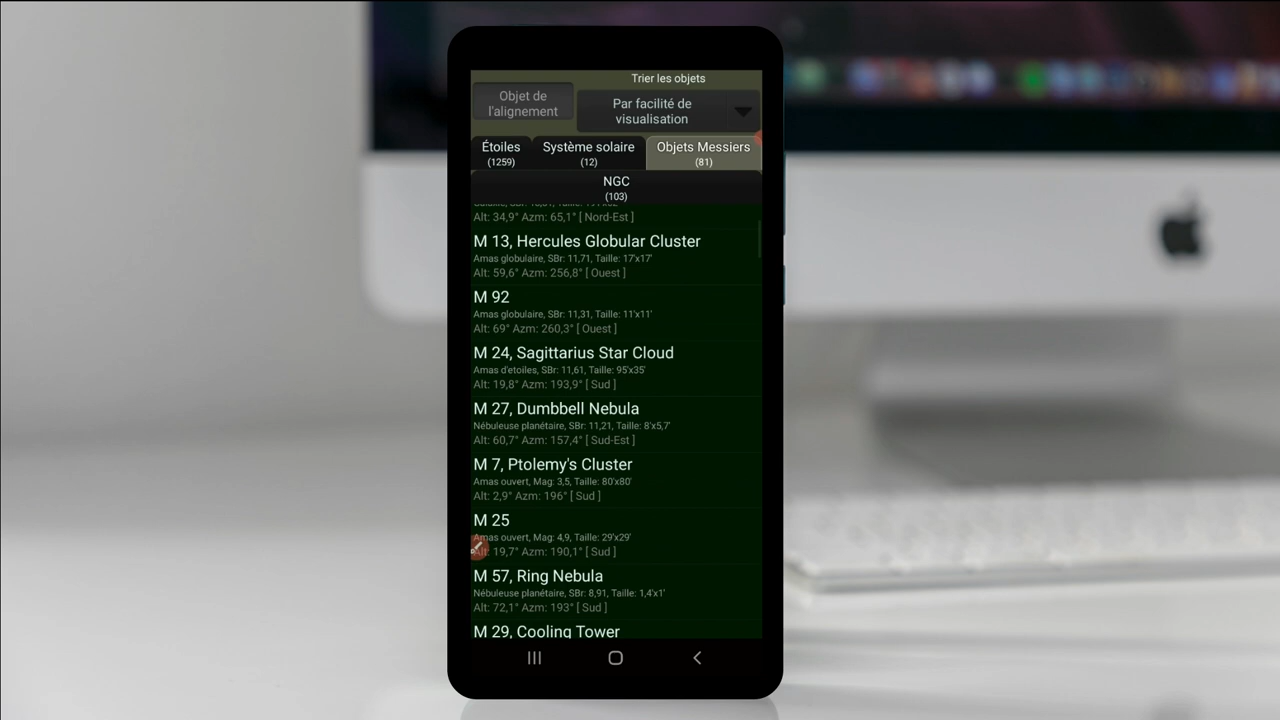 Trier les objets
Objet de
l'alignement
Par facilité de
visualisation
Étoiles
(1259)
Système solaire
(12)
Objets Messiers
(81)
NGC
(103)
Alt: 34,9° Azm: 65,1° [ Nord-Est ]
M 13, Hercules Globular Cluster
Amas globulaire, SBr: 11,71, Taille: 17'x17'
Alt: 59,6° Azm: 256,8° [ Ouest ]
M 92
Amas globulaire, SBr: 11,31, Taille: 11'x11'
Alt: 69° Azm: 260,3° [ Ouest ]
M 24, Sagittarius Star Cloud
Amas d'etoiles, SBr: 11,61, Taille: 95'x35'
Alt: 19,8° Azm: 193,9° [ Sud ]
M 27, Dumbbell Nebula
Nébuleuse planétaire, SBr: 11,21, Taille: 8'x5,7'
Alt: 60,7° Azm: 157,4° [ Sud-Est ]
M 7, Ptolemy's Cluster
Amas ouvert, Mag: 3,5, Taille: 80'x80'
Alt: 2,9° Azm: 196° [ Sud ]
M 25
Amas ouvert, Mag: 4,9, Taille: 29'x29'
Alt: 19,7° Azm: 190,1° [ Sud ]
M 57, Ring Nebula
Nébuleuse planétaire, SBr: 8,91, Taille: 1,4'x1'
Alt: 72,1° Azm: 193° [ Sud ]
M 29, Cooling Tower